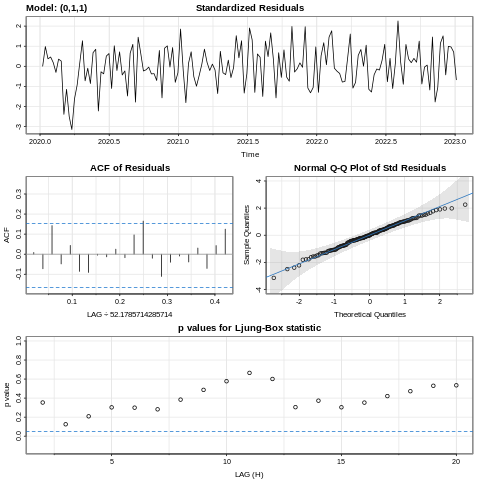 Model: (0,1,1) Standardized Residuals
2
1
0
-1
-2
-3
2020.0 2020.5 2021.0 2021.5 2022.0 2022.5 2023.0
Time
ACF of Residuals
ACF
0.3
0.2
0.1
0.0
-0.1
0.1 0.2 0.3 0.4
LAG ÷ 52.1785714285714
Normal Q-Q Plot of Std Residuals
Sample Quantiles
4
2
0
-2
-4
-2 -1 0 1 2
Theoretical Quantiles
p values for Ljung-Box statistic
p value
1.0
0.8
0.6
0.4
0.2
0.0
5 10 15 20
LAG (H)